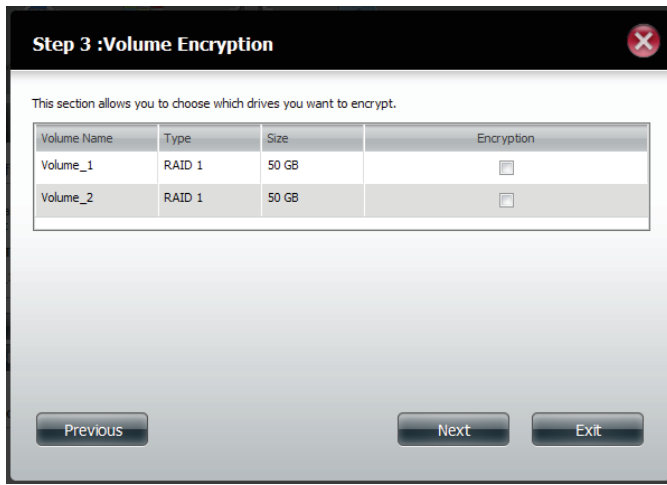 Step 3 :Volume Encryption
This section allows you to choose which drives you want to encrypt.
Volume Name Type Size Encryption
Volume_1 RAID 1 50 GB
Volume_2 RAID 1 50 GB
Previous Next Exit